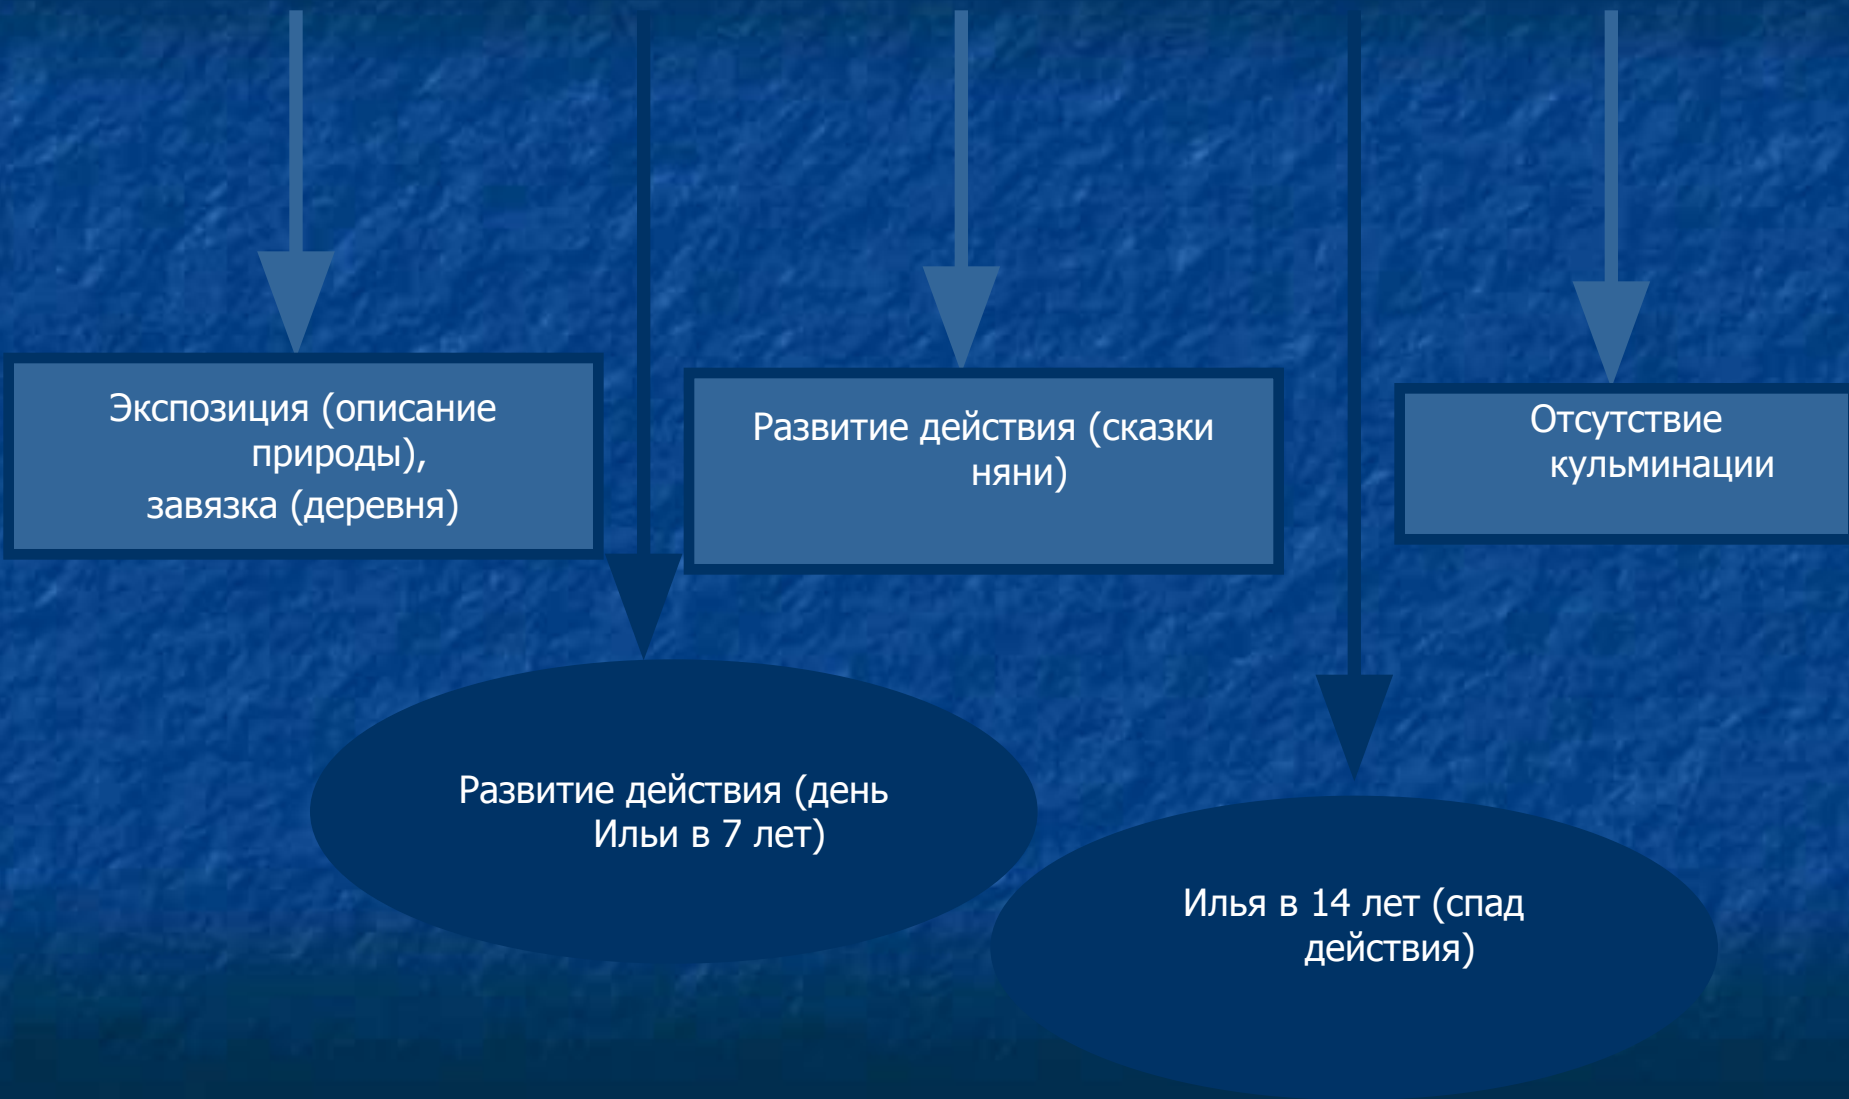 Экспозиция (описание
природы),
завязка (деревня)
Развитие действия (сказки
няни)
Отсутствие
кульминации
Развитие действия (день
Ильи в 7 лет)
Илья в 14 лет (спад
действия)